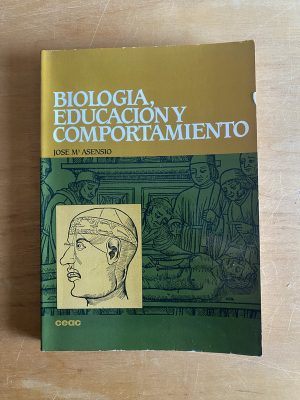 BIOLOGIA,
EDUCACIÓN Y
COMPORTAMIENTO
JOSE Mª ASENSIO
ceac